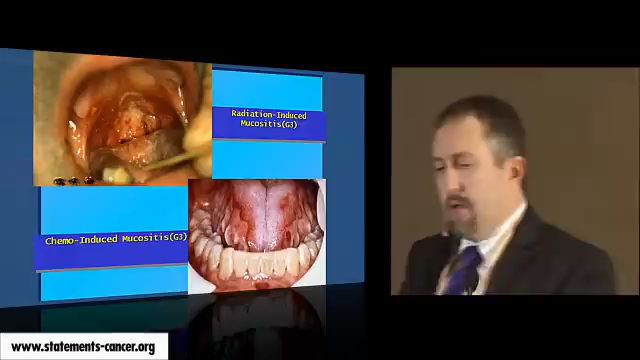 Radiation-Induced
Mucositis(G3)
Chemo-Induced Mucositis(G3)
www.statements-cancer.org